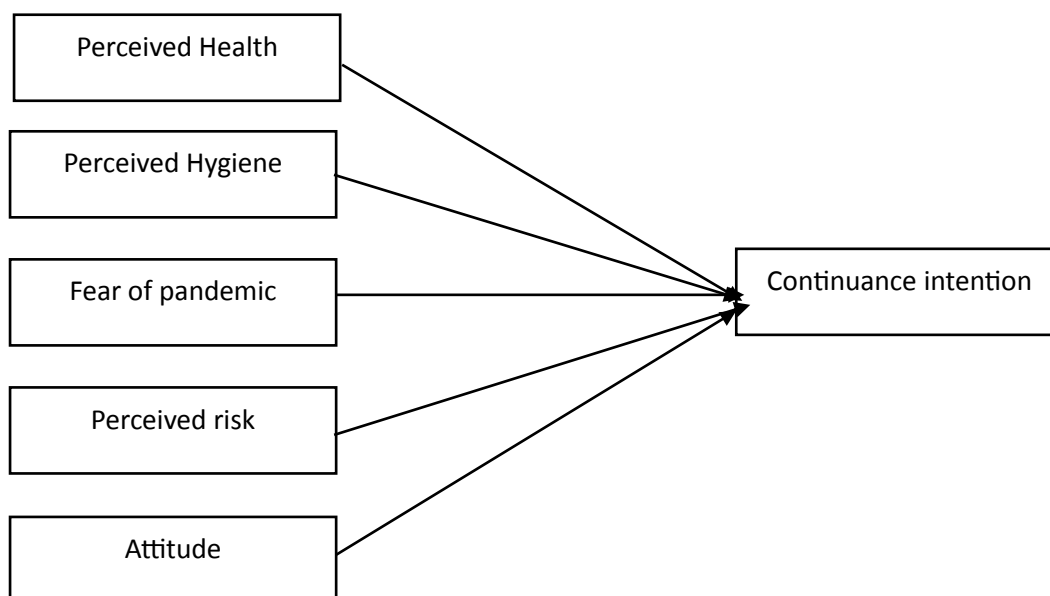 Perceived Health
Perceived Hygiene
Fear of pandemic
Continuance intention
Perceived risk
Attitude